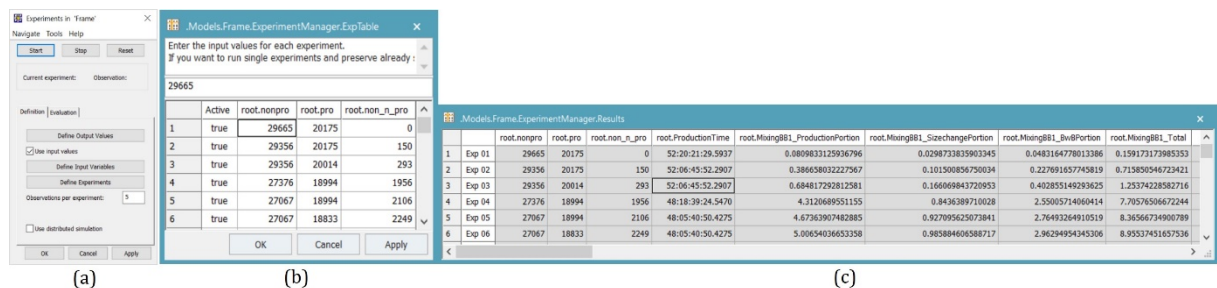 Experiments in 'Frame'
Navigate Tools Help
Start Stop Reset
Current experiment: Observation:
Definition Evaluation
Define Output Values
Use input values
Define Input Variables
Define Experiments
Observations per experiment: 5
Use distributed simulation
OK Cancel Apply
(a)
.Models.Frame.ExperimentManager.ExpTable
Enter the input values for each experiment.
If you want to run single experiments and preserve already
29665
Active root.nonpro root.pro root.non_n_pro
1 true 29665 20175 0
2 true 29356 20175 150
3 true 29356 20014 293
4 true 27376 18994 1956
5 true 27067 18994 2106
6 true 27067 18833 2249
OK Cancel Apply
(b)
.Models.Frame.ExperimentManager.Results
root.nonpro root.pro root.non_n_pro root.ProductionTime root.MixingBB1_ProductionPortion root.MixingBB1_SizechangePortion root.MixingBB1_BwBPortion root.MixingBB1_Total
1 Exp 01 29665 20175 0 52:20:21:29.5937 0.0809833125936796 0.0298733835903345 0.0483164778013386 0.159173173985353
2 Exp 02 29356 20175 150 52:06:45:52.2907 0.386658032227567 0.101500856750034 0.227691657745819 0.715850546723421
3 Exp 03 29356 20014 293 52:06:45:52.2907 0.684817292812581 0.166069843720953 0.402855149293625 1.25374228582716
4 Exp 04 27376 18994 1956 48:18:39:24.5470 4.3120689551155 0.8436389710028 2.55005714060414 7.70576506672244
5 Exp 05 27067 18994 2106 48:05:40:50.4275 4.67363907482885 0.927095625073841 2.76493264910519 8.36566734900789
6 Exp 06 27067 18833 2249 48:05:40:50.4275 5.00654036653358 0.985884606588717 2.96294954345306 8.95537451657536
(c)